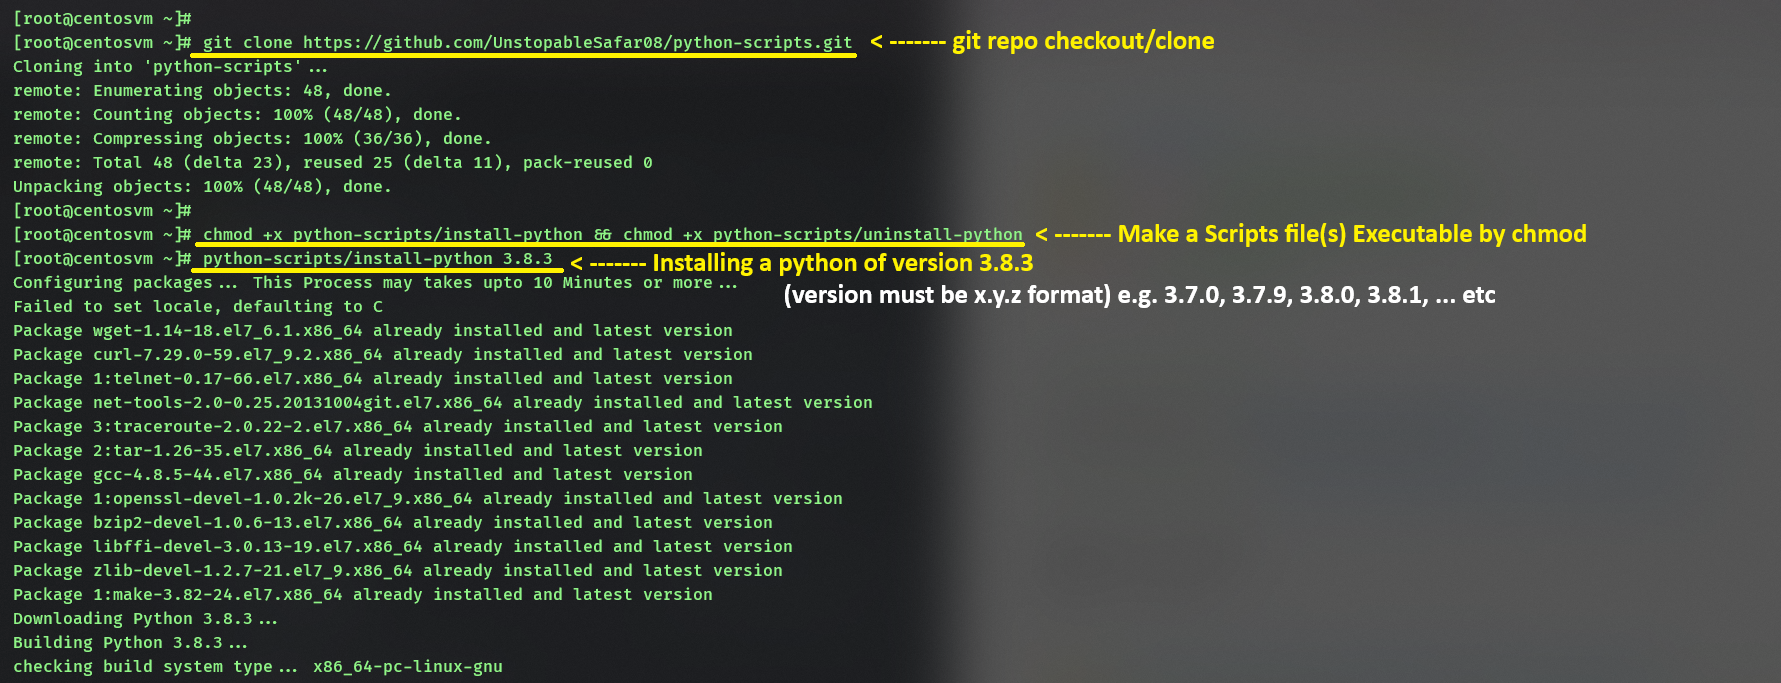 [root@centosvm ~]#
[root@centosvm ~]# git clone https://github.com/UnstopableSafar08/python-scripts.git < ------- git repo checkout/clone
Cloning into 'python-scripts'...
remote: Enumerating objects: 48, done.
remote: Counting objects: 100% (48/48), done.
remote: Compressing objects: 100% (36/36), done.
remote: Total 48 (delta 23), reused 25 (delta 11), pack-reused 0
Unpacking objects: 100% (48/48), done.
[root@centosvm ~]#
[root@centosvm ~]# chmod +x python-scripts/install-python && chmod +x python-scripts/uninstall-python < ------- Make a Scripts file(s) Executable by chmod
[root@centosvm ~]# python-scripts/install-python 3.8.3 < ------- Installing a python of version 3.8.3
Configuring packages... This Process may takes upto 10 Minutes or more...
(version must be x.y.z format) e.g. 3.7.0, 3.7.9, 3.8.0, 3.8.1, ... etc
Failed to set locale, defaulting to C
Package wget-1.14-18.el7_6.1.x86_64 already installed and latest version
Package curl-7.29.0-59.el7_9.2.x86_64 already installed and latest version
Package 1:telnet-0.17-66.el7.x86_64 already installed and latest version
Package net-tools-2.0-0.25.20131004git.el7.x86_64 already installed and latest version
Package 3:traceroute-2.0.22-2.el7.x86_64 already installed and latest version
Package 2:tar-1.26-35.el7.x86_64 already installed and latest version
Package gcc-4.8.5-44.el7.x86_64 already installed and latest version
Package 1:openssl-devel-1.0.2k-26.el7_9.x86_64 already installed and latest version
Package bzip2-devel-1.0.6-13.el7.x86_64 already installed and latest version
Package libffi-devel-3.0.13-19.el7.x86_64 already installed and latest version
Package zlib-devel-1.2.7-21.el7_9.x86_64 already installed and latest version
Package 1:make-3.82-24.el7.x86_64 already installed and latest version
Downloading Python 3.8.3...
Building Python 3.8.3...
checking build system type... x86_64-pc-linux-gnu